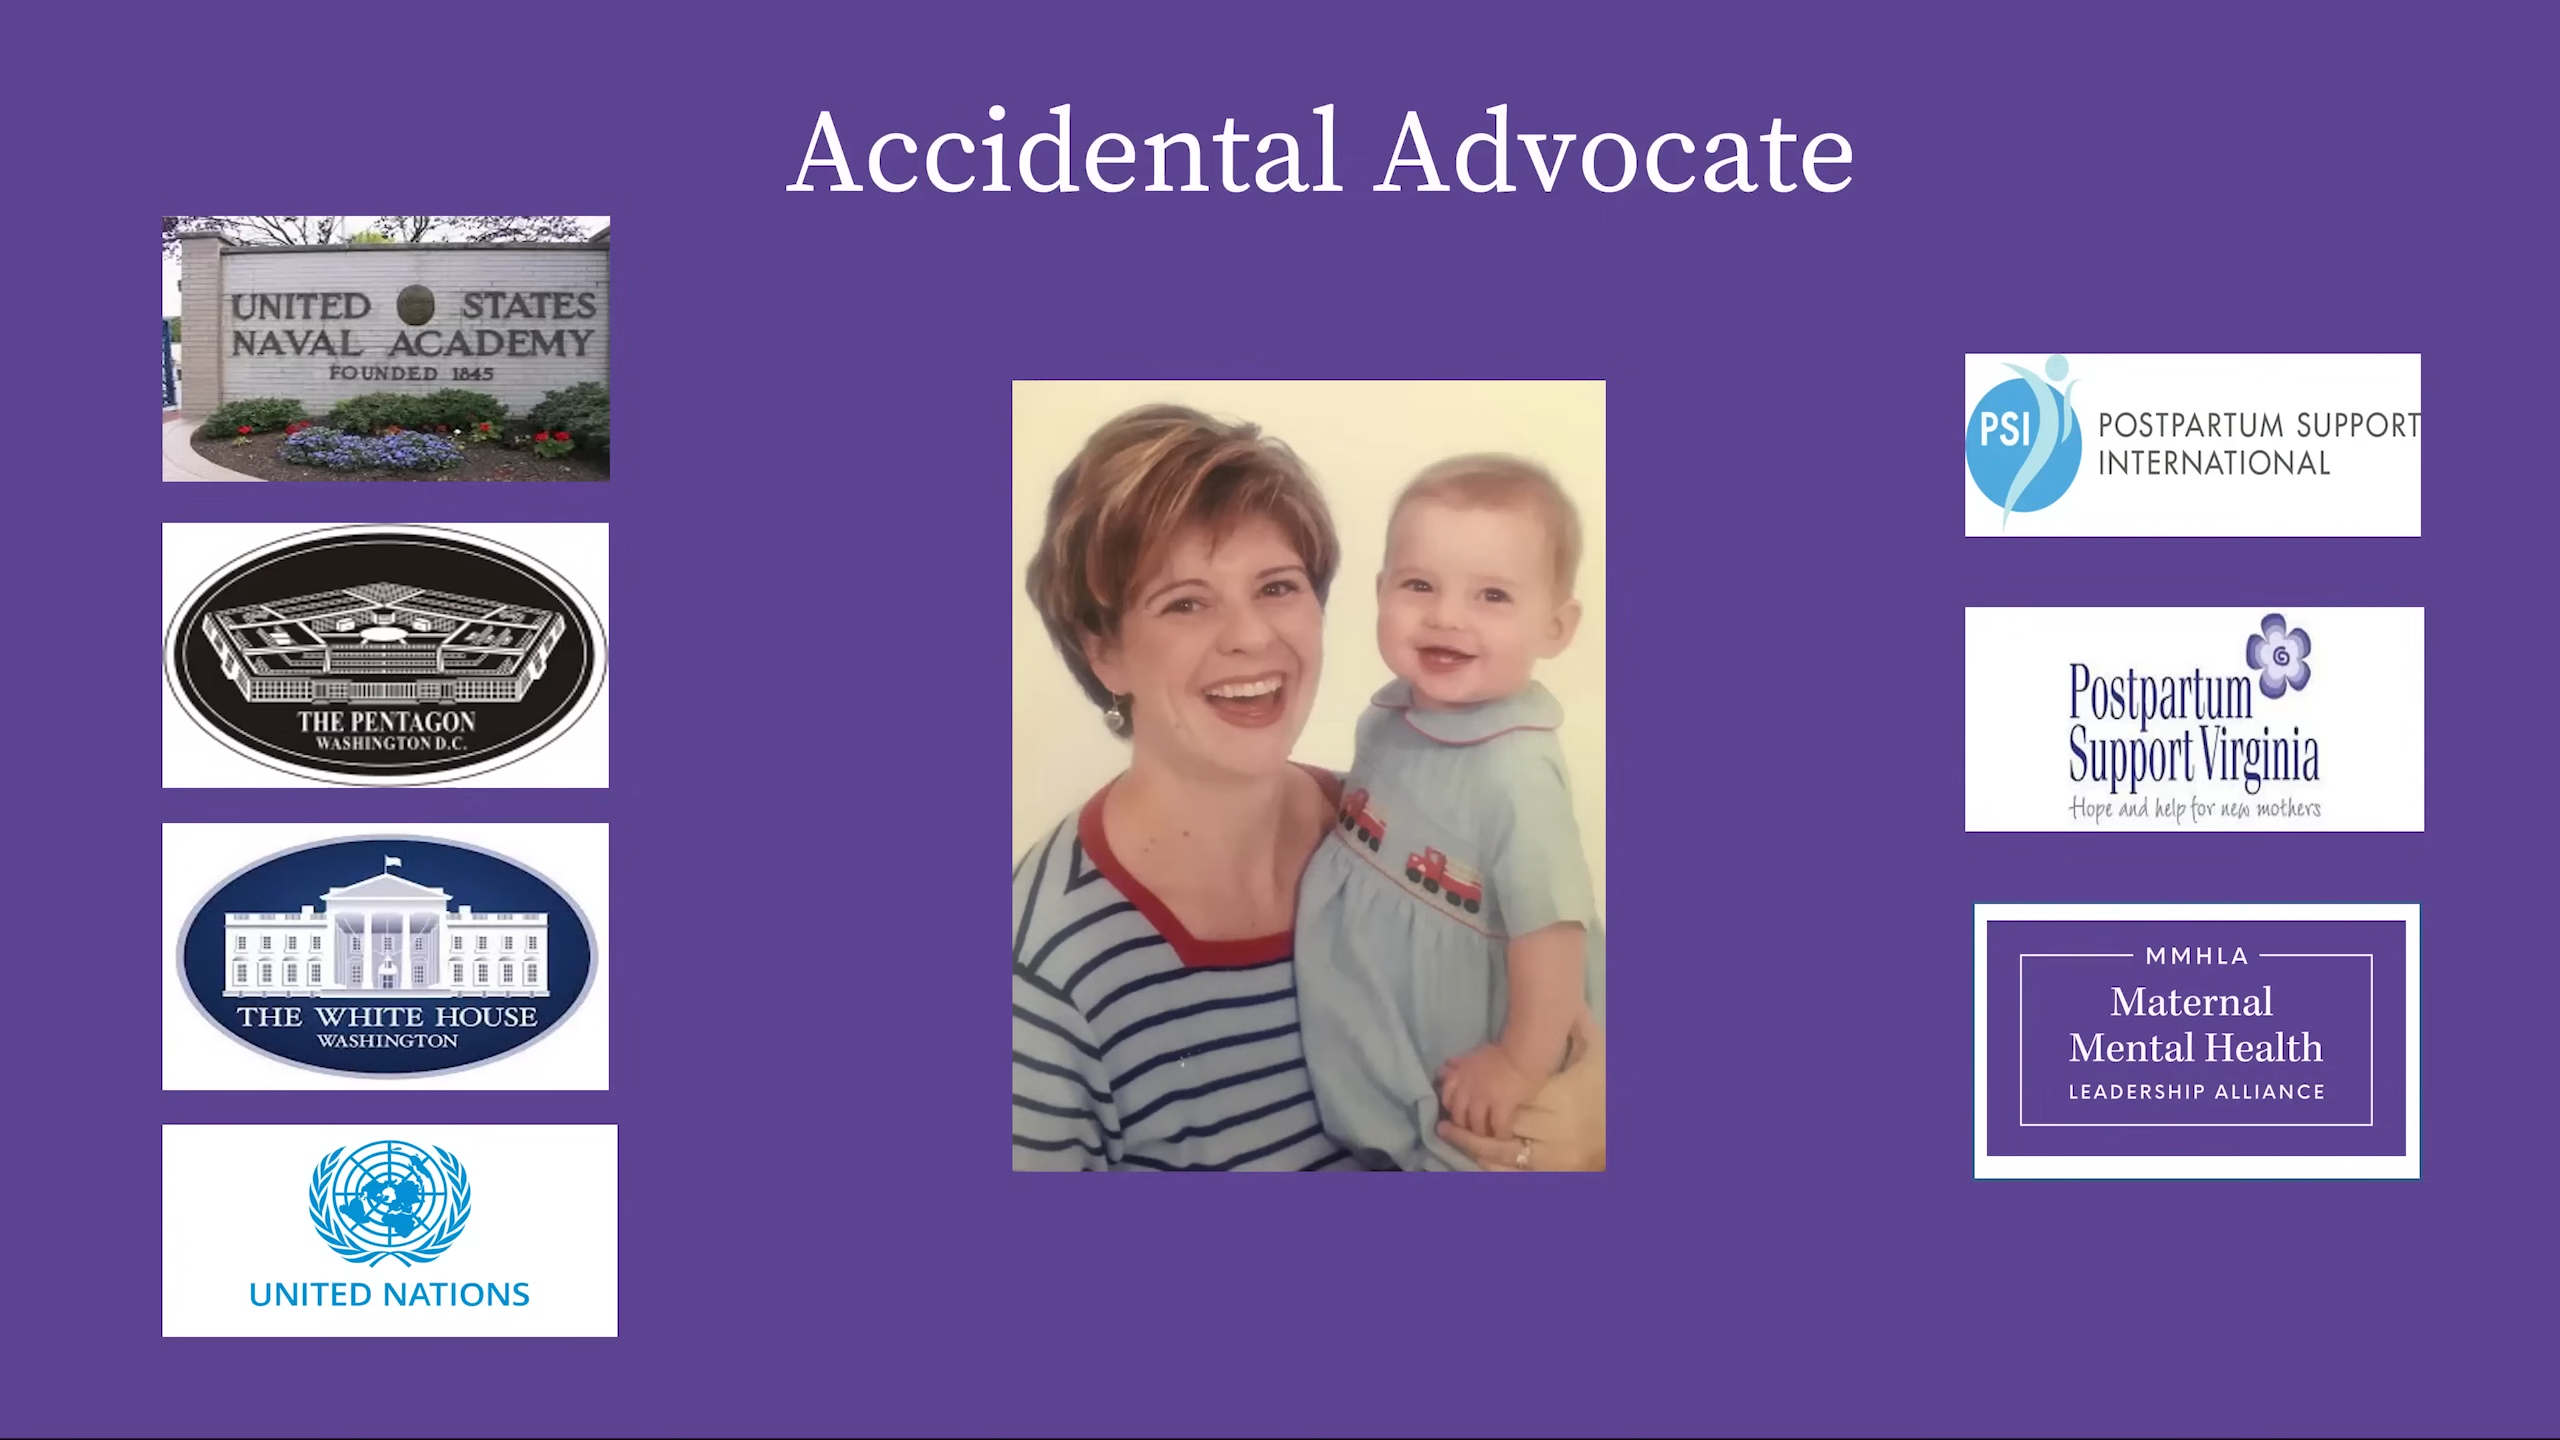 Accidental Advocate
UNITED STATES
NAVAL ACADEMY
FOUNDED 1845
THE PENTAGON
WASHINGTON D.C.
THE WHITE HOUSE
WASHINGTON
UNITED NATIONS
PSI
POSTPARTUM SUPPORT
INTERNATIONAL
Postpartum
Support Virginia
Hope and help for new mothers
MMHLA
Maternal
Mental Health
LEADERSHIP ALLIANCE